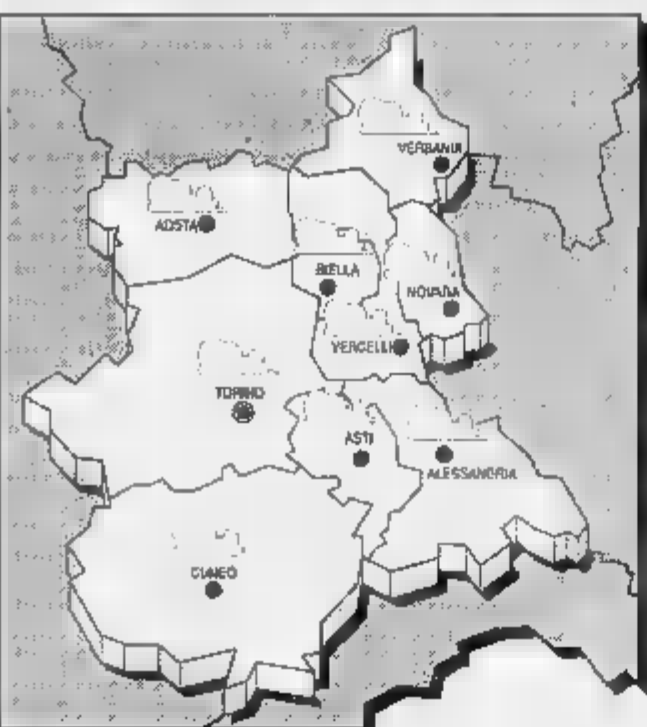 VERBANIA
AOSTA
BIELLA
NOVARA
VERCELLI
TORINO
ASTI
ALESSANDRIA
CUNEO